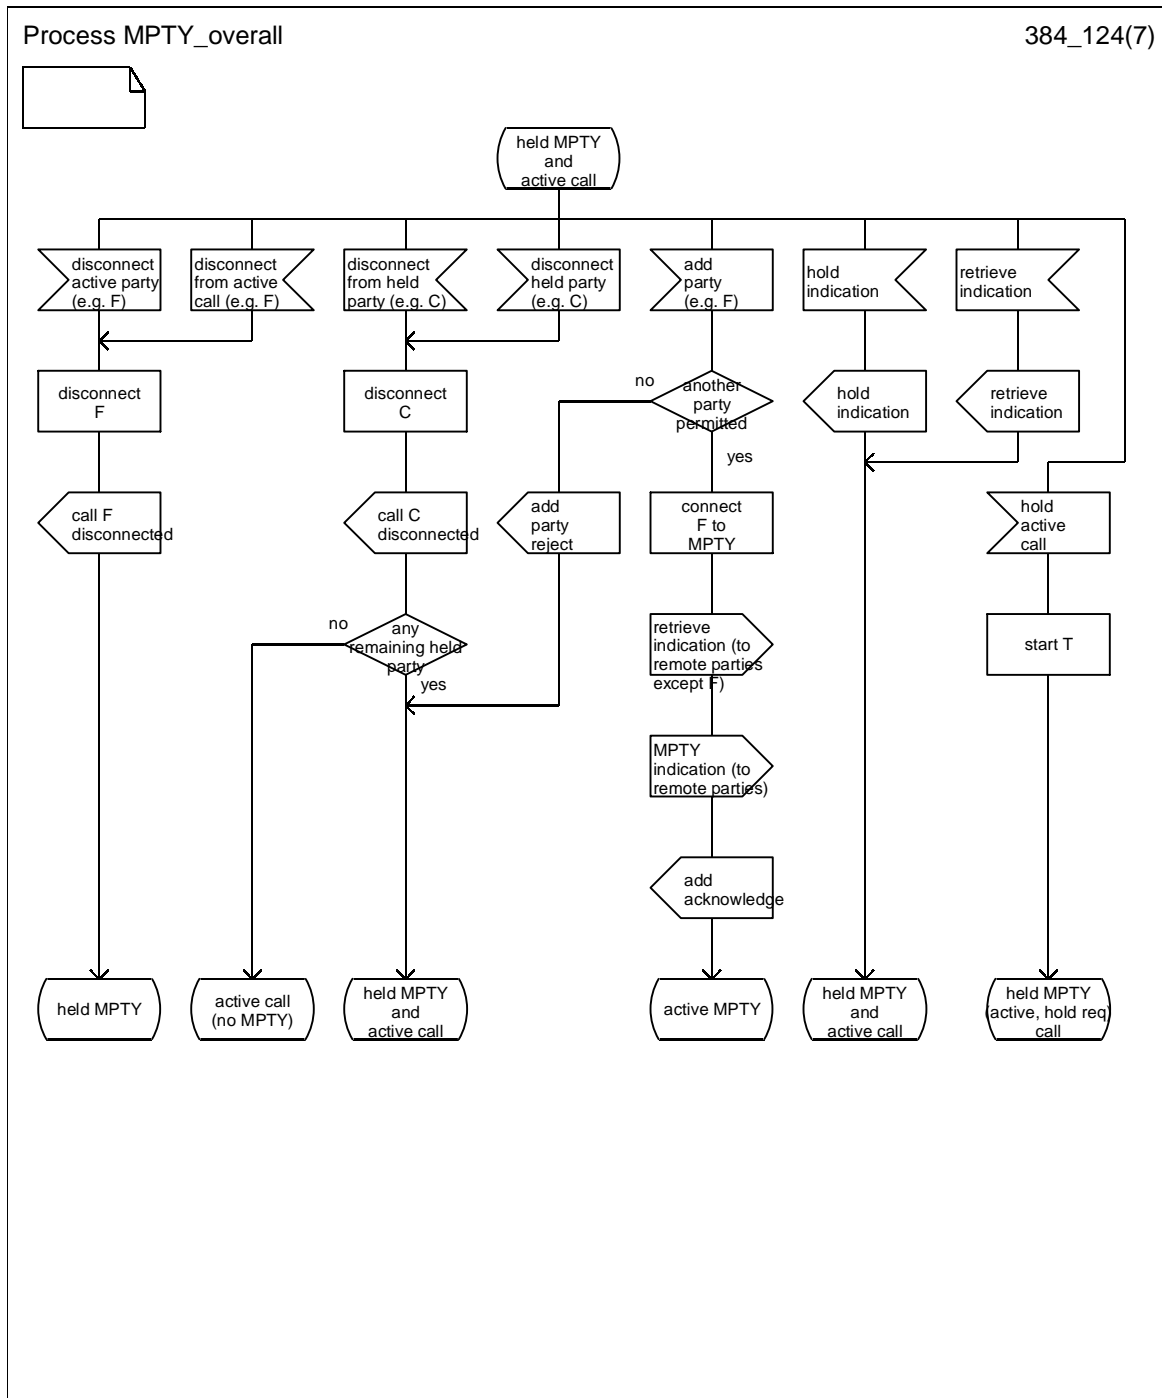 Process MPTY_overall
384_124(7)
held MPTY
and
active call
disconnect
active party
(e.g. F)
disconnect
from active
call (e.g. F)
disconnect
from held
party (e.g. C)
disconnect
held party
(e.g. C)
add
party
(e.g. F)
hold
indication
retrieve
indication
disconnect
F
disconnect
C
no
another
party
permitted
yes
hold
indication
retrieve
indication
call F
disconnected
call C
disconnected
add
party
reject
connect
F to
MPTY
hold
active
call
no
any
remaining held
party
yes
retrieve
indication (to
remote parties
except F)
start T
MPTY
indication (to
remote parties)
add
acknowledge
held MPTY
active call
(no MPTY)
held MPTY
and
active call
active MPTY
held MPTY
and
active call
held MPTY
(active, hold req)
call